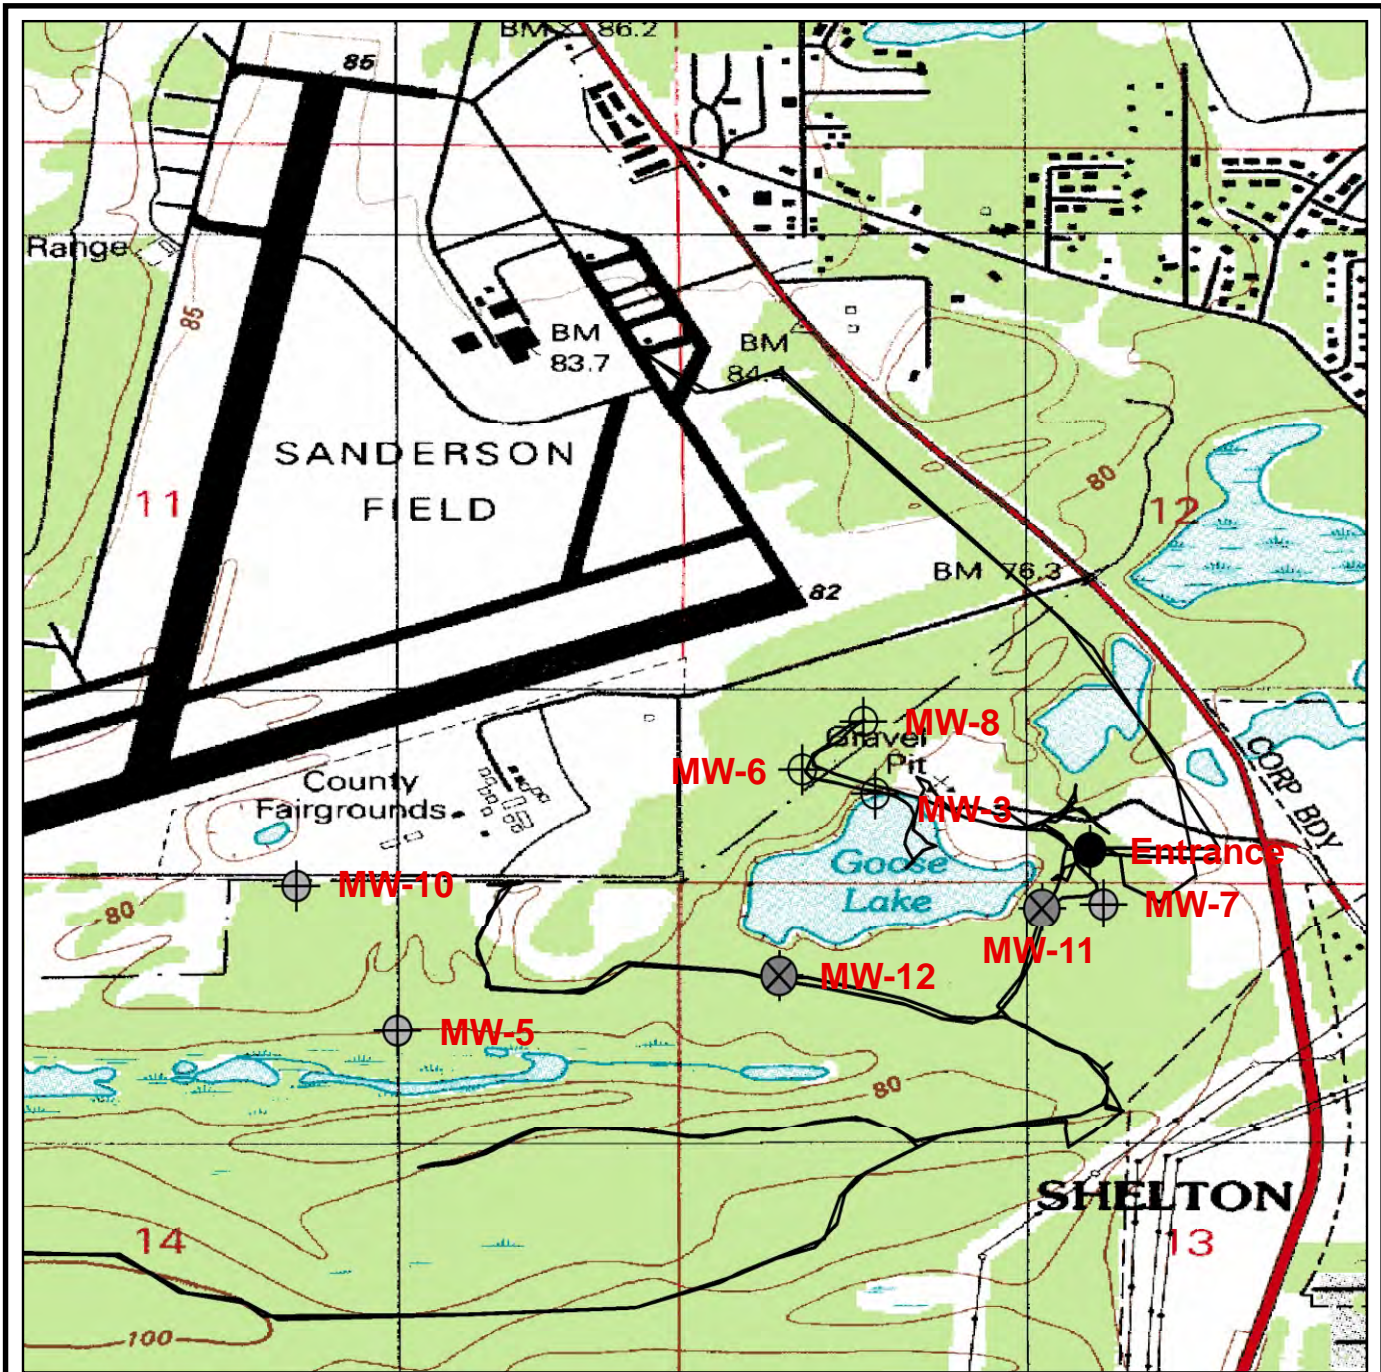 BM 86.2
85
Range
85
BM
83.7
BM
84.4
SANDERSON
FIELD
11
80
12
BM 76.3
82
MW-8
Gravel
Pit
MW-6
MW-3
CORP BDY
County
Fairgrounds
Goose
Lake
Entrance
MW-10
MW-7
80
MW-11
MW-12
MW-5
80
SHELTON
14
13
100